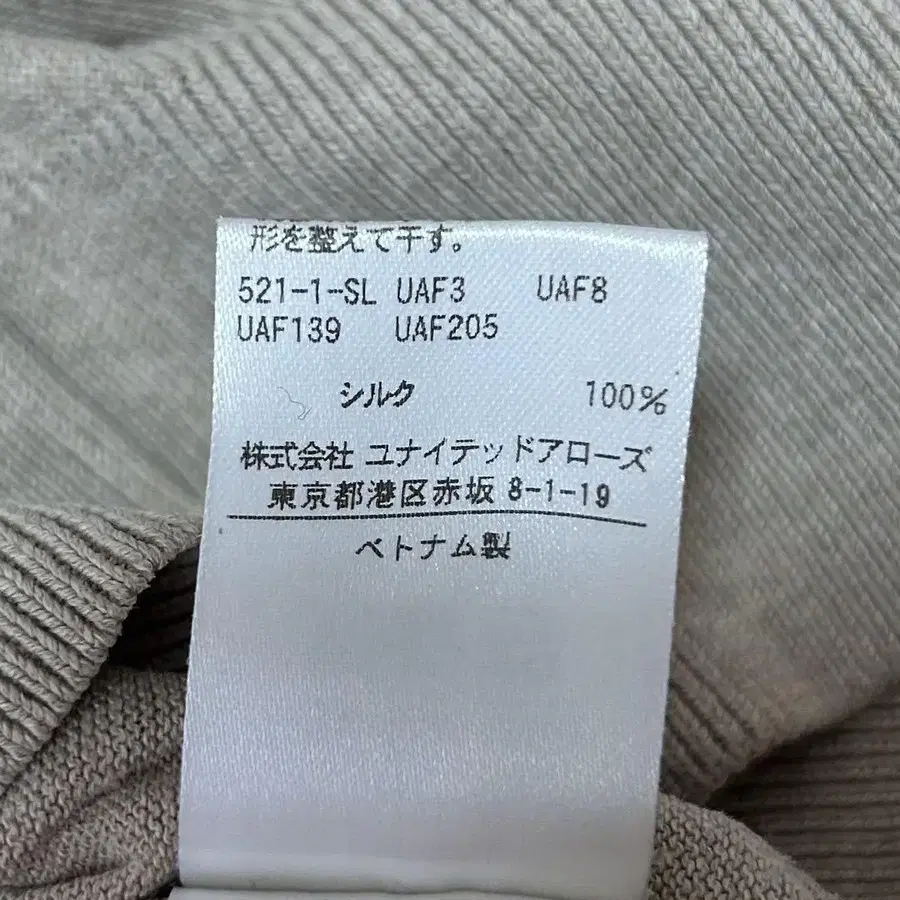 形を整えて干す。
521-1-SL UAF3 UAF8
UAF139 UAF205
シルク 100%
株式会社 ユナイテッドアローズ
東京都港区赤坂 8-1-19
ベトナム製